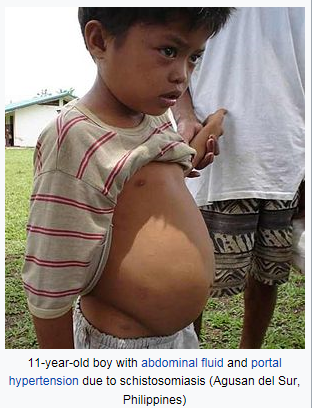 11-year-old boy with abdominal fluid and portal
hypertension due to schistosomiasis (Agusan del Sur,
Philippines)